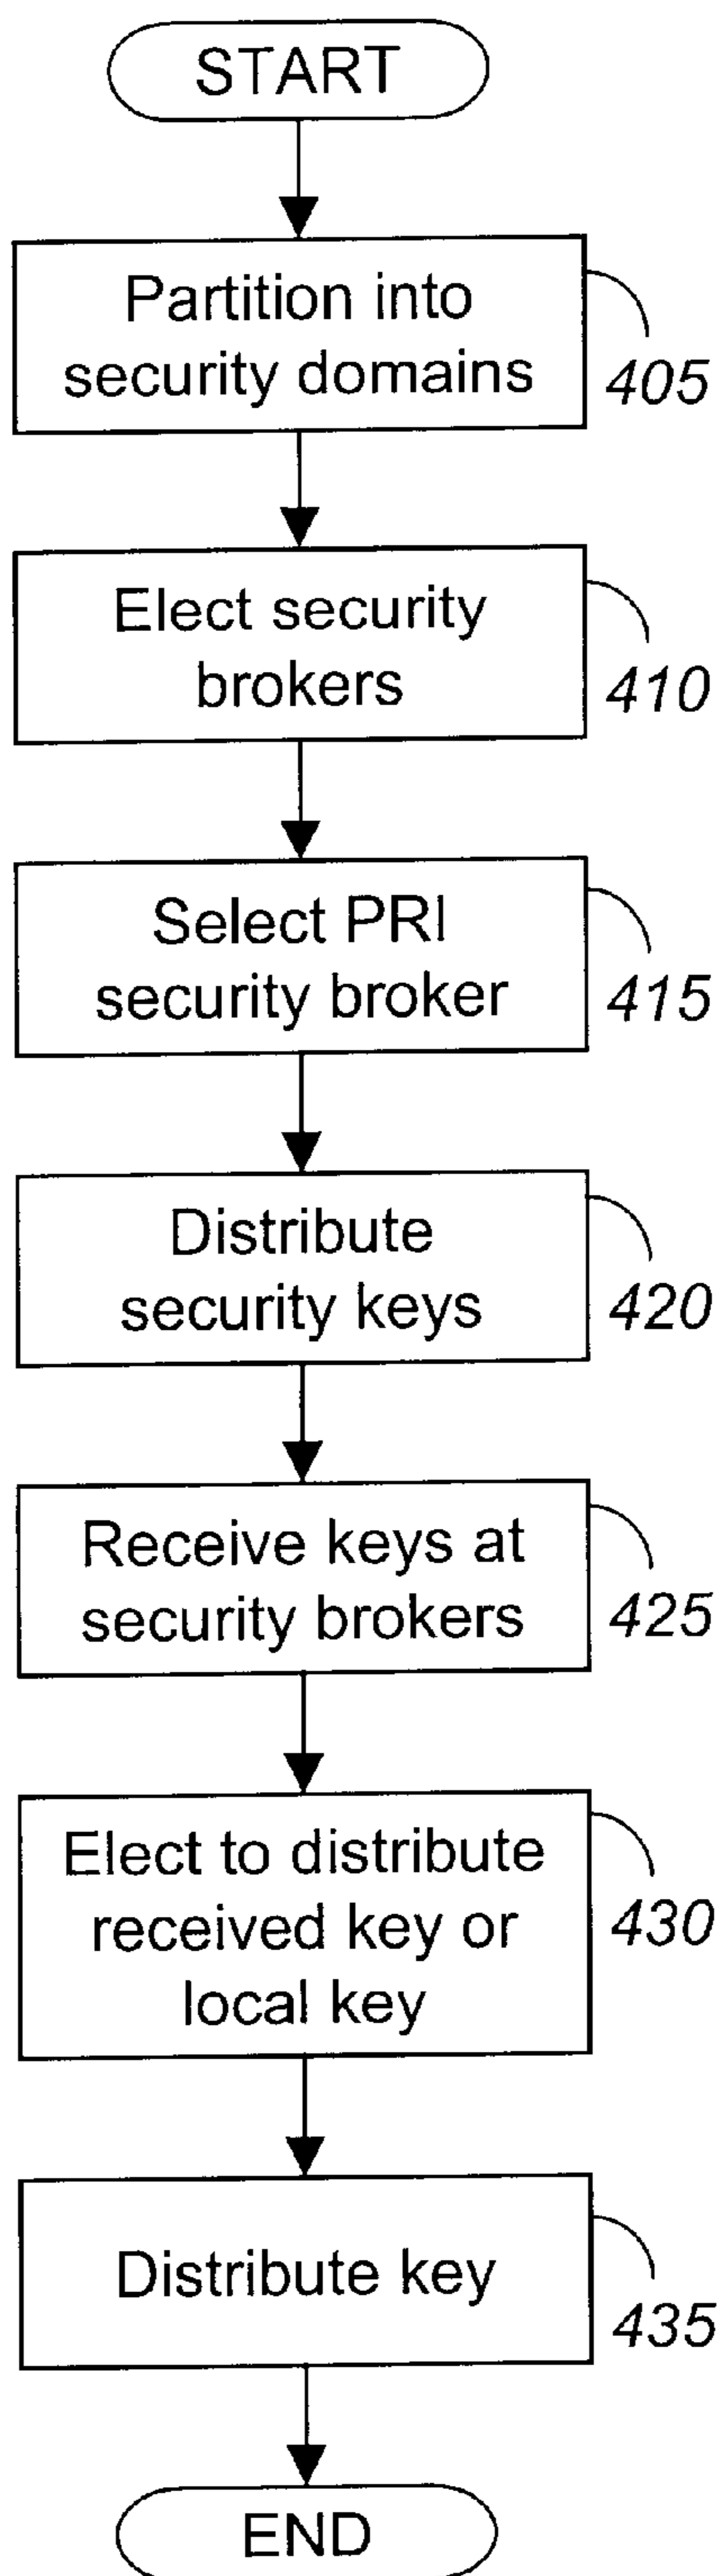 START
Partition into
security domains
405
Elect security
brokers
410
Select PRI
security broker
415
Distribute
security keys
420
Receive keys at
security brokers
425
Elect to distribute
received key or
local key
430
Distribute key
435
END